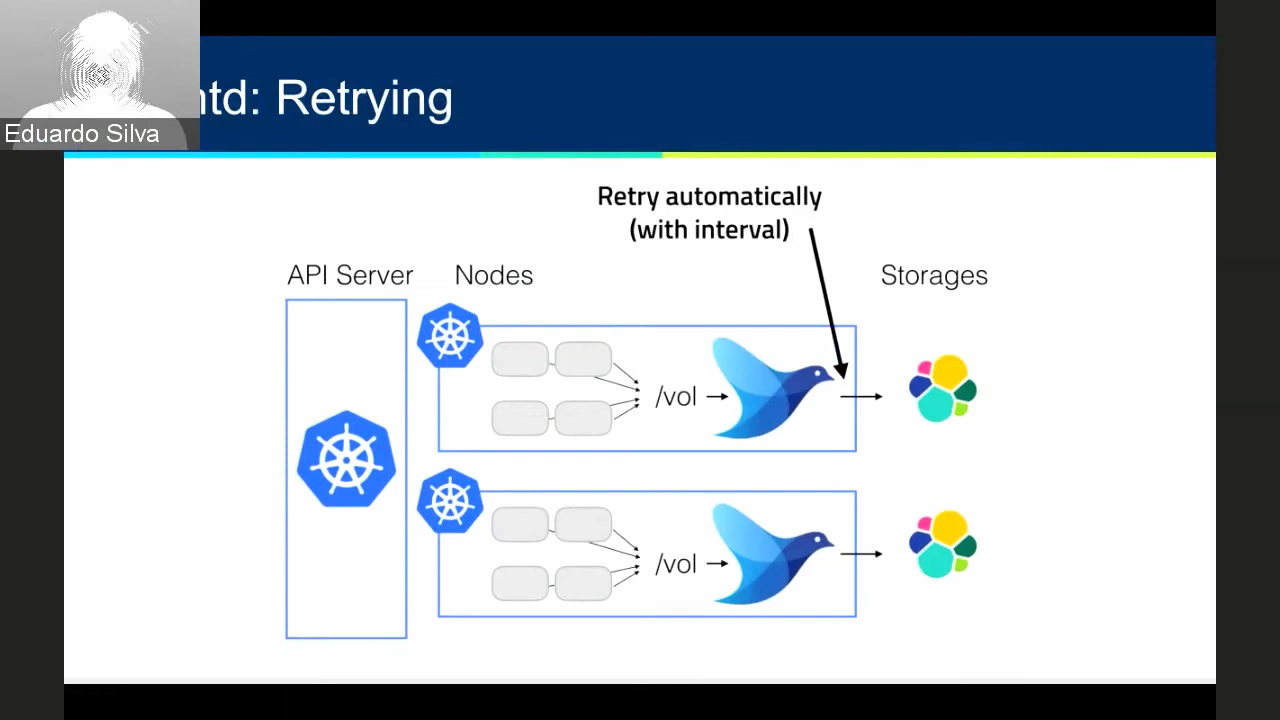 Eduardo Silva
ntd: Retrying
Retry automatically
(with interval)
API Server
Nodes
Storages
/vol
/vol